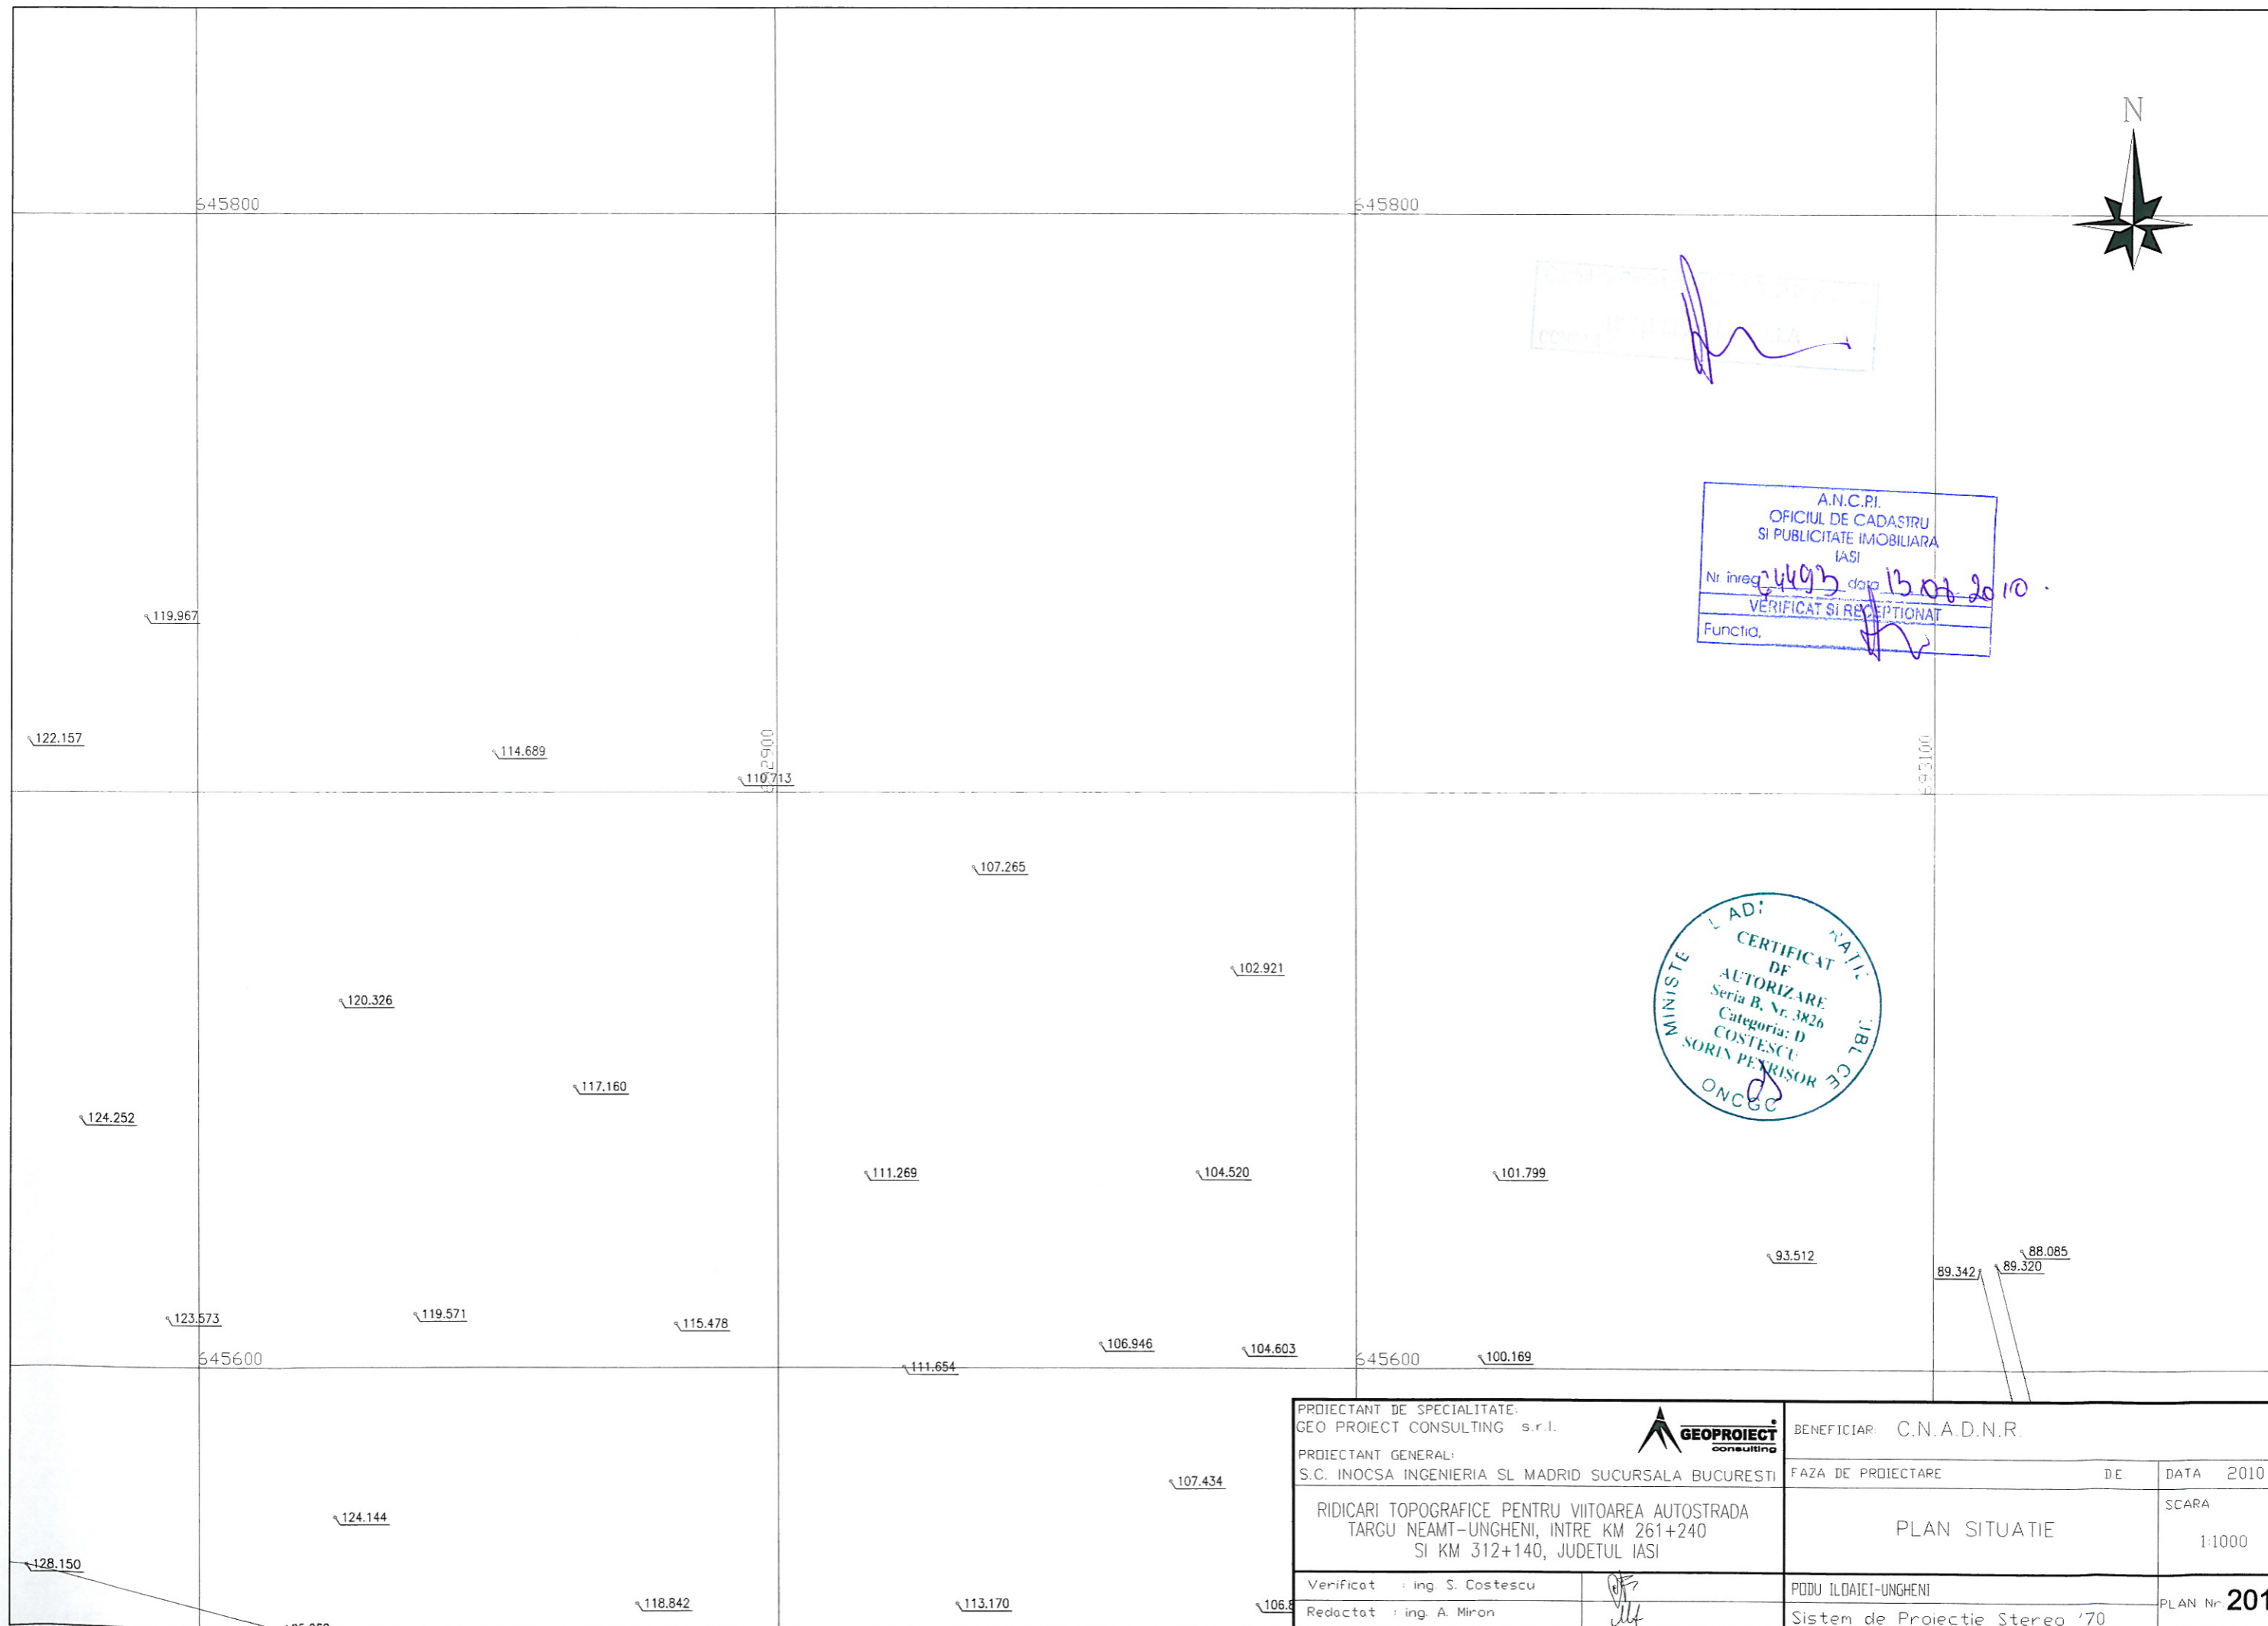 N
645800
645800
A.N.C.P.I.
OFICIUL DE CADASTRU
SI PUBLICITATE IMOBILIARA
IASI
Nr. înreg. data 2010
VERIFICAT SI RECEPTIONAT
Functia,
119.967
122.157
114.689
110.713
693100
107.265
102.921
MINISTE
CERTIFICAT
DE
AUTORIZARE
Seria B, Nr. 3826
Categoria: D
COSTESCU
SORIN PETRISOR
ONCGC
120.326
117.160
124.252
111.269
104.520
101.799
93.512
88.085
89.342
89.320
123.573
119.571
115.478
106.946
104.603
645600
111.654
645600
100.169
PROIECTANT DE SPECIALITATE:
GEO PROIECT CONSULTING s.r.l.
GEOPROIECT
consulting
PROIECTANT GENERAL:
S.C. INOCSA INGENIERIA SL MADRID SUCURSALA BUCURESTI
BENEFICIAR: C.N.A.D.N.R.
FAZA DE PROIECTARE D.E.
DATA 2010
RIDICARI TOPOGRAFICE PENTRU VIITOAREA AUTOSTRADA
TARGU NEAMT-UNGHENI, INTRE KM 261+240
SI KM 312+140, JUDETUL IASI
PLAN SITUATIE
SCARA
1:1000
Verificat : ing. S. Costescu
Redactat : ing. A. Miron
PODU ILOAIEI-UNGHENI
Sistem de Proiectie Stereo '70
PLAN Nr. 201
107.434
124.144
128.150
118.842
113.170
106.8